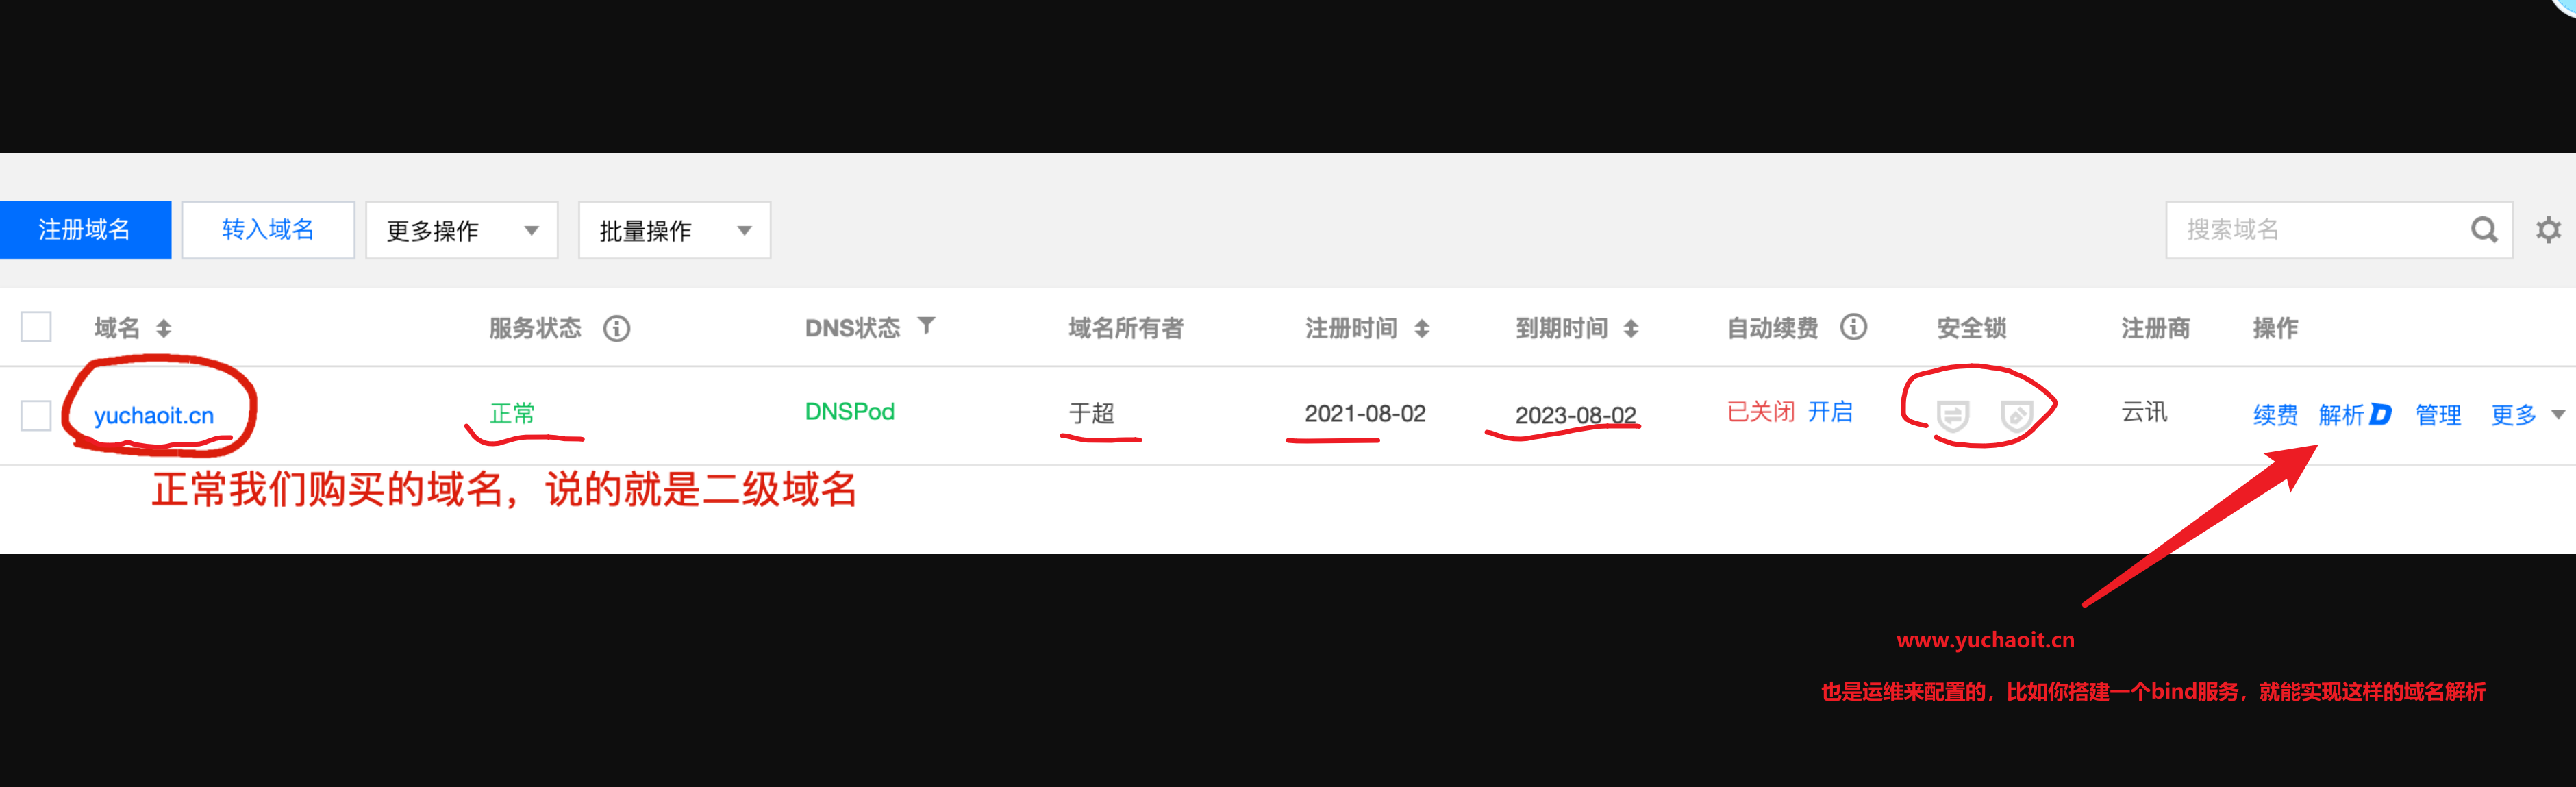 注册域名 转入域名 更多操作 批量操作 搜索域名
域名 服务状态 DNS状态 域名所有者 注册时间 到期时间 自动续费 安全锁 注册商 操作
yuchaoit.cn 正常 DNSPod 于超 2021-08-02 2023-08-02 已关闭 开启 云讯 续费 解析 管理 更多
正常我们购买的域名，说的就是二级域名
www.yuchaoit.cn
也是运维来配置的，比如你搭建一个bind服务，就能实现这样的域名解析